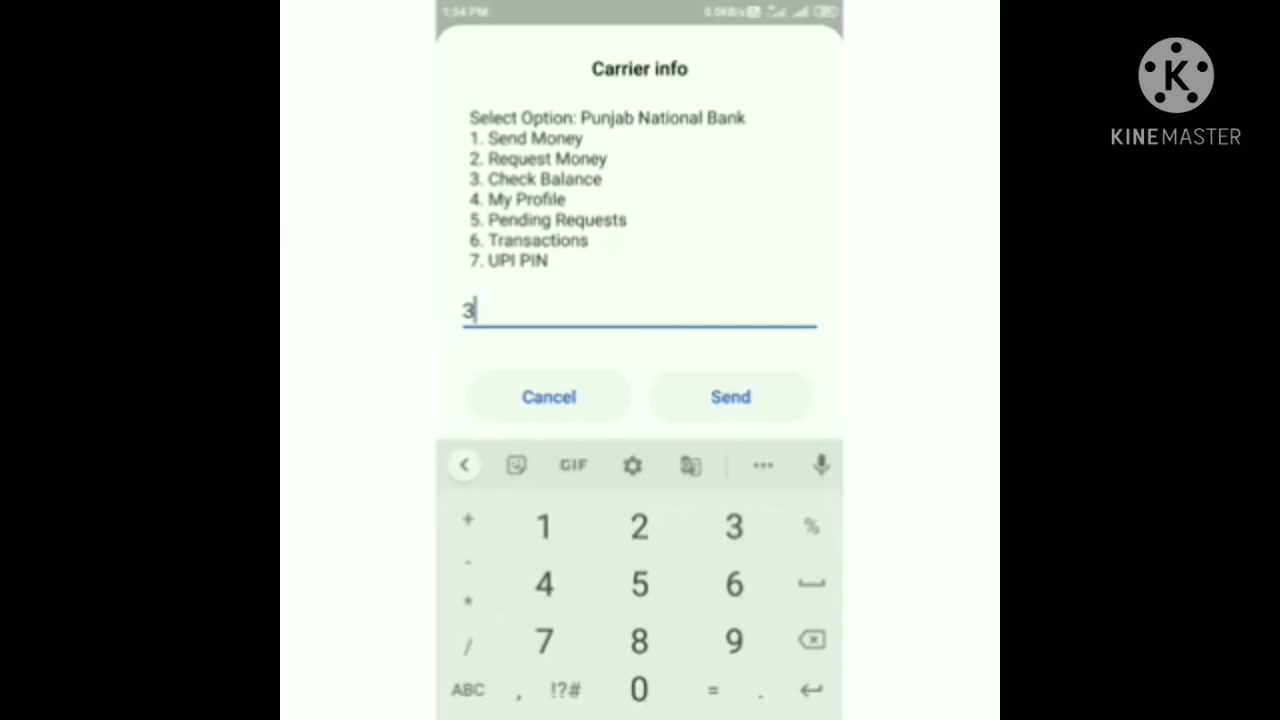 1:54 PM
0.0KB/s
Carrier info
Select Option: Punjab National Bank
1. Send Money
2. Request Money
3. Check Balance
4. My Profile
5. Pending Requests
6. Transactions
7. UPI PIN
3
Cancel Send
GIF
+ 1 2 3 %
- 4 5 6
*
/ 7 8 9
ABC , !?# 0 = .
K
KINEMASTER